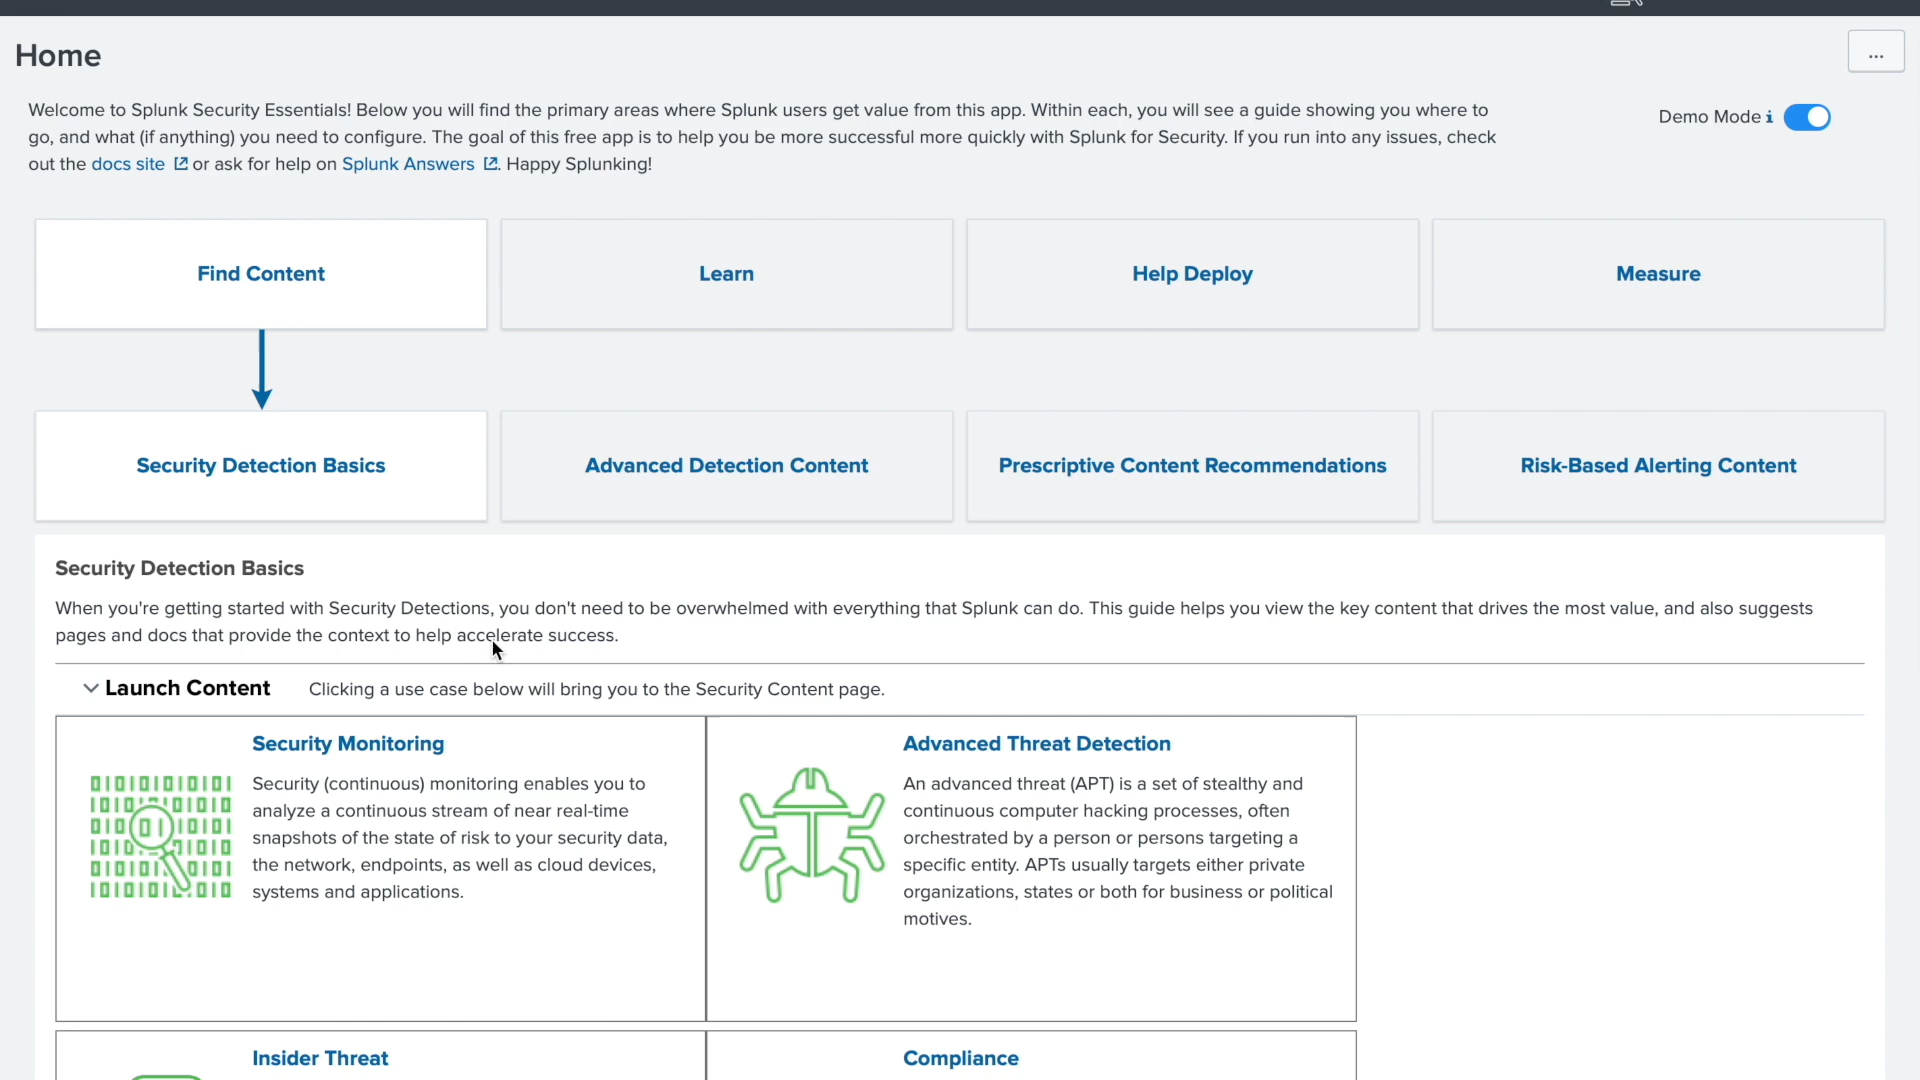 Home
...
Welcome to Splunk Security Essentials! Below you will find the primary areas where Splunk users get value from this app. Within each, you will see a guide showing you where to
go, and what (if anything) you need to configure. The goal of this free app is to help you be more successful more quickly with Splunk for Security. If you run into any issues, check
out the docs site or ask for help on Splunk Answers. Happy Splunking!
Demo Mode i
Find Content
Learn
Help Deploy
Measure
Security Detection Basics
Advanced Detection Content
Prescriptive Content Recommendations
Risk-Based Alerting Content
Security Detection Basics
When you're getting started with Security Detections, you don't need to be overwhelmed with everything that Splunk can do. This guide helps you view the key content that drives the most value, and also suggests
pages and docs that provide the context to help accelerate success.
Launch Content
Clicking a use case below will bring you to the Security Content page.
Security Monitoring
Security (continuous) monitoring enables you to
analyze a continuous stream of near real-time
snapshots of the state of risk to your security data,
the network, endpoints, as well as cloud devices,
systems and applications.
Advanced Threat Detection
An advanced threat (APT) is a set of stealthy and
continuous computer hacking processes, often
orchestrated by a person or persons targeting a
specific entity. APTs usually targets either private
organizations, states or both for business or political
motives.
Insider Threat
Compliance